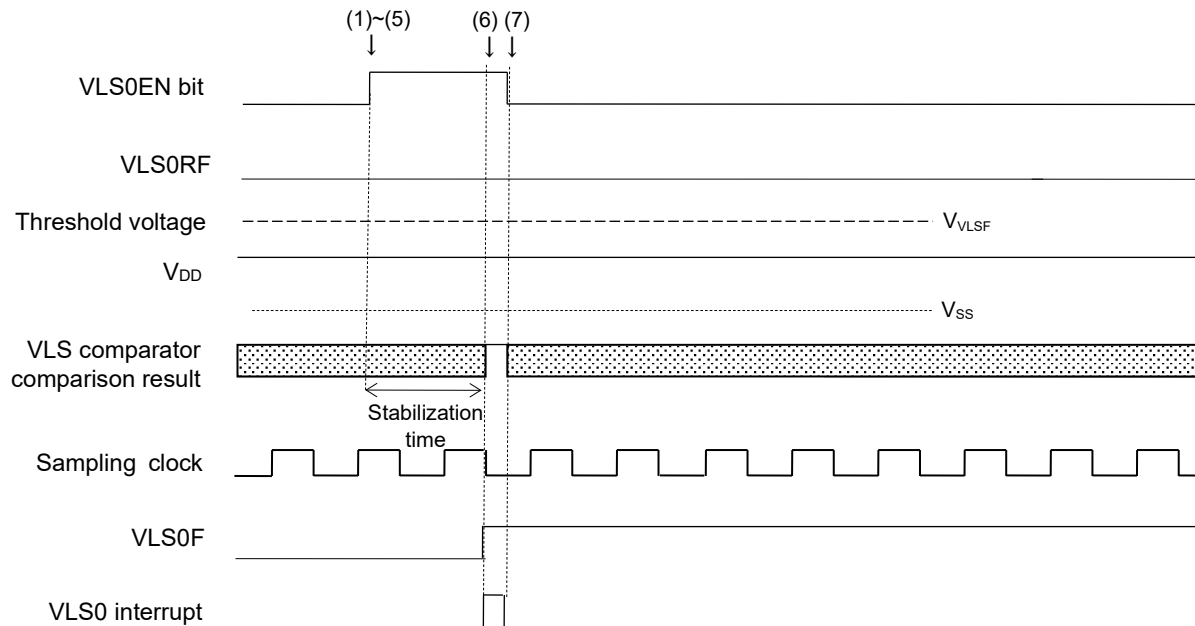 (1)~(5)
(6) (7)
VLS0EN bit
VLS0RF
Threshold voltage
VVLSF
VDD
VSS
VLS comparator
comparison result
Stabilization
time
Sampling clock
VLS0F
VLS0 interrupt